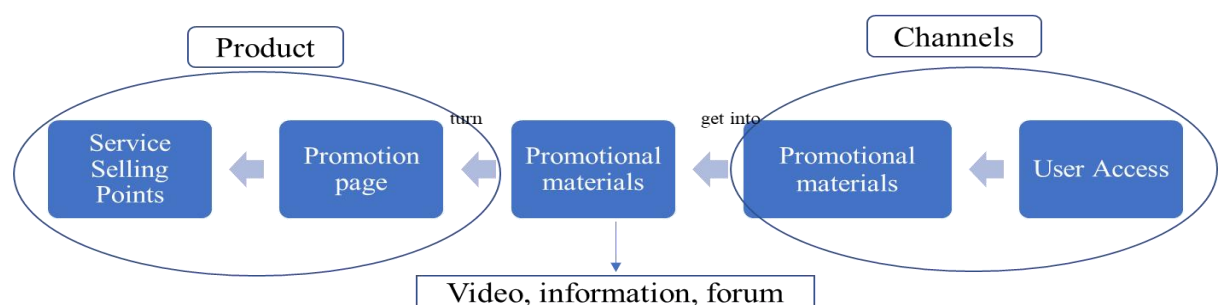 Product
Channels
turn
get into
Service
Selling
Points
Promotion
page
Promotional
materials
Promotional
materials
User Access
Video, information, forum